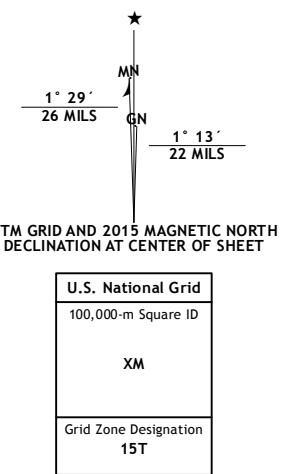 MN
1° 29´
26 MILS
GN
1° 13´
22 MILS
TM GRID AND 2015 MAGNETIC NORTH
DECLINATION AT CENTER OF SHEET
U.S. National Grid
100,000-m Square ID
XM
Grid Zone Designation
15T